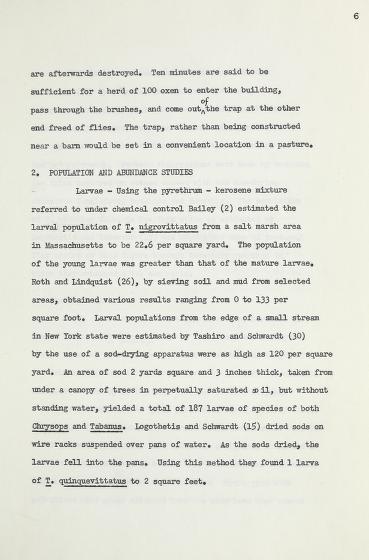 6
are afterwards destroyed. Ten minutes are said to be
sufficient for a herd of 100 oxen to enter the building,
pass through the brushes, and come out of the trap at the other
end freed of flies. The trap, rather than being constructed
near a barn would be set in a convenient location in a pasture.
2. POPULATION AND ABUNDANCE STUDIES
Larvae - Using the pyrethrum - kerosene mixture
referred to under chemical control Bailey (2) estimated the
larval population of T. nigrovittatus from a salt marsh area
in Massachusetts to be 22.6 per square yard. The population
of the young larvae was greater than that of the mature larvae.
Roth and Lindquist (26), by sieving soil and mud from selected
areas, obtained various results ranging from 0 to 133 per
square foot. Larval populations from the edge of a small stream
in New York state were estimated by Tashiro and Schwardt (30)
by the use of a sod-drying apparatus were as high as 120 per square
yard. An area of sod 2 yards square and 3 inches thick, taken from
under a canopy of trees in perpetually saturated soil, but without
standing water, yielded a total of 187 larvae of species of both
Chrysops and Tabanus. Logothetis and Schwardt (15) dried sods on
wire racks suspended over pans of water. As the sods dried, the
larvae fell into the pans. Using this method they found 1 larva
of T. quinquevittatus to 2 square feet.